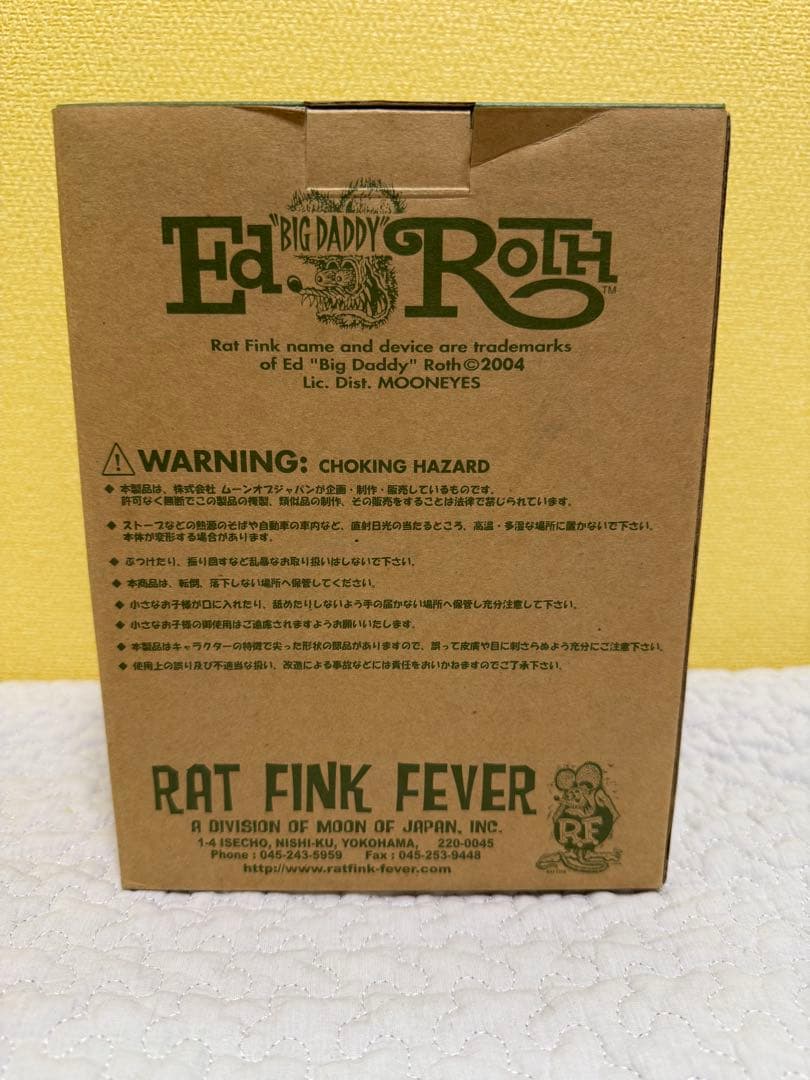 Ed "BIG DADDY" ROTH™
Rat Fink name and device are trademarks
of Ed "Big Daddy" Roth©2004
Lic. Dist. MOONEYES
WARNING: CHOKING HAZARD
◆ 本製品は、株式会社 ムーンオブジャパンが企画・制作・販売しているものです。
許可なく無断でこの製品の複製、類似品の制作、その販売をすることは法律で禁じられています。
◆ ストーブなどの熱源のそばや自動車の車内など、直射日光の当たるところ、高温・多湿な場所に置かないで下さい。
本体が変形する場合があります。
◆ ぶつけたり、振り回すなど乱暴なお取り扱いはしないで下さい。
◆ 本商品は、転倒、落下しない場所へ保管してください。
◆ 小さなお子様が口に入れたり、舐めたりしないよう手の届かない場所へ保管し充分注意して下さい。
◆ 小さなお子様の御使用はご遠慮されますようお願いいたします。
◆ 本製品はキャラクターの特徴で尖った形状の部品がありますので、誤って皮膚や目に刺さらぬよう充分にご注意下さい。
◆ 使用上の誤り及び不適当な扱い、改造による事故などには責任をおいかねますのでご了承下さい。
RAT FINK FEVER
A DIVISION OF MOON OF JAPAN, INC.
1-4 ISECHO, NISHI-KU, YOKOHAMA, 220-0045
Phone : 045-243-5959 Fax : 045-253-9448
http://www.ratfink-fever.com
RF